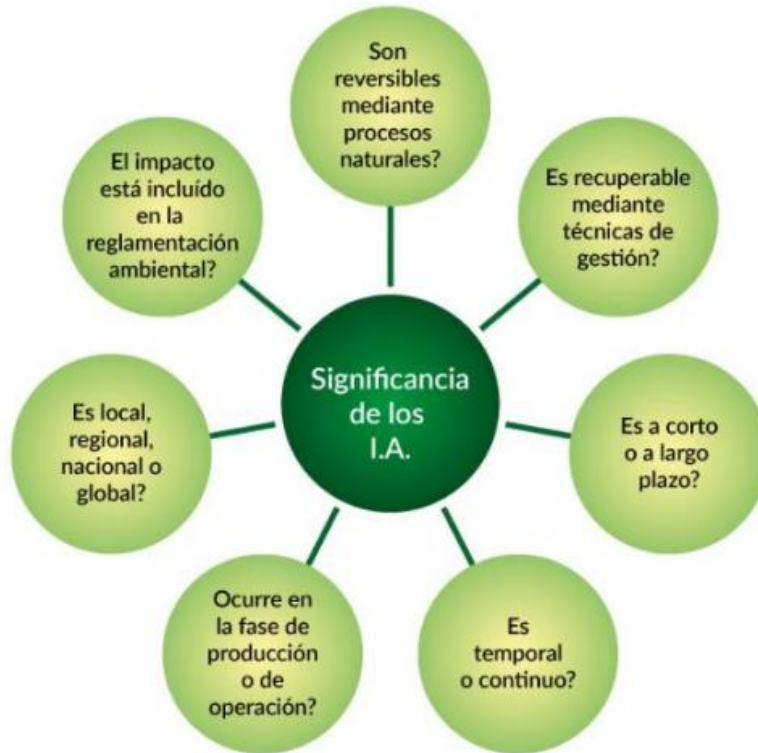 Son
reversibles
mediante
procesos
naturales?
El impacto
está incluído
en la
reglamentación
ambiental?
Es recuperable
mediante
técnicas de
gestión?
Significancia
de los
I.A.
Es local,
regional,
nacional o
global?
Es a corto
o a largo
plazo?
Ocurre en
la fase de
producción
o de
operación?
Es
temporal
o continuo?